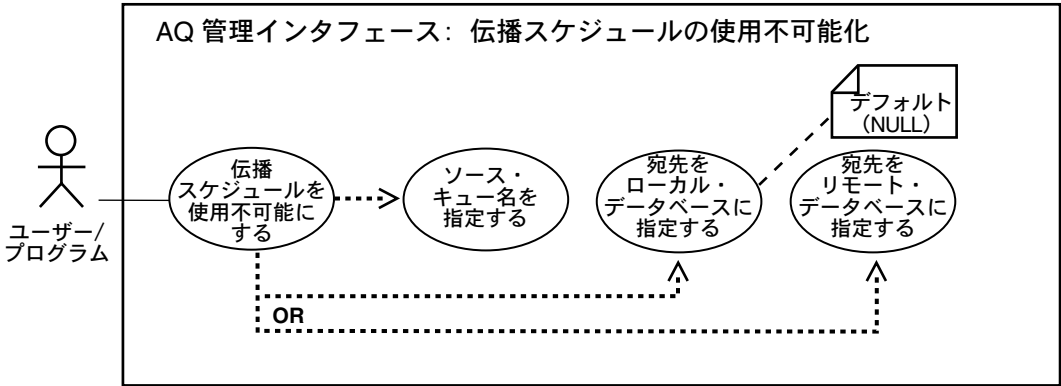 AQ 管理インタフェース: 伝播スケジュールの使用不可能化
デフォルト
(NULL)
伝播
スケジュールを
使用不可能に
する
ソース・
キュー名を
指定する
宛先を
ローカル・
データベースに
指定する
宛先を
リモート・
データベースに
指定する
ユーザー/
プログラム
OR